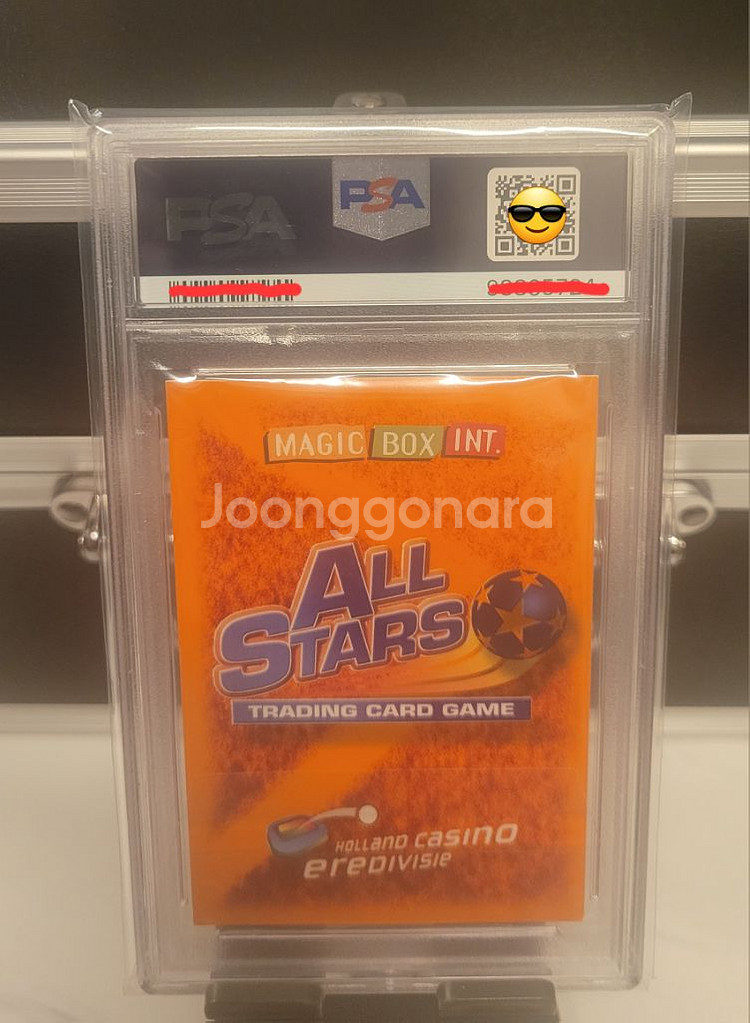 PSA
PSA
MAGIC BOX INT.
Joonggonara
ALL
STARS
TRADING CARD GAME
HOLLAND CASINO
EREDIVISIE